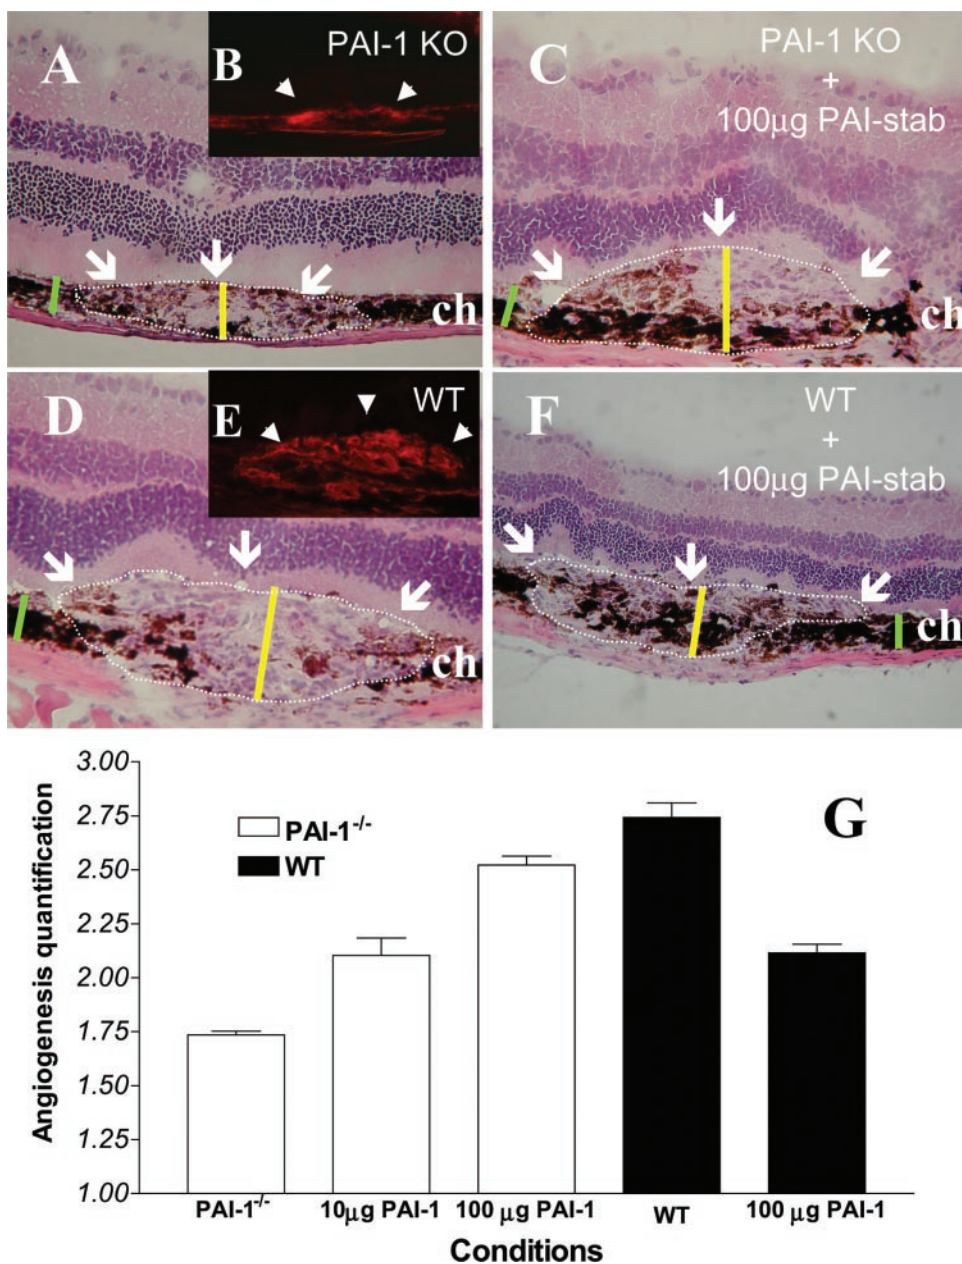 A
B
PAI-1 KO
ch
C
PAI-1 KO
+
100μg PAI-stab
ch
D
E
WT
ch
F
WT
+
100μg PAI-stab
ch
G
3.00
2.75
2.50
2.25
2.00
1.75
1.50
1.25
1.00
Angiogenesis quantification
PAI-1-/-
WT
PAI-1-/-
10μg PAI-1
100 μg PAI-1
WT
100 μg PAI-1
Conditions